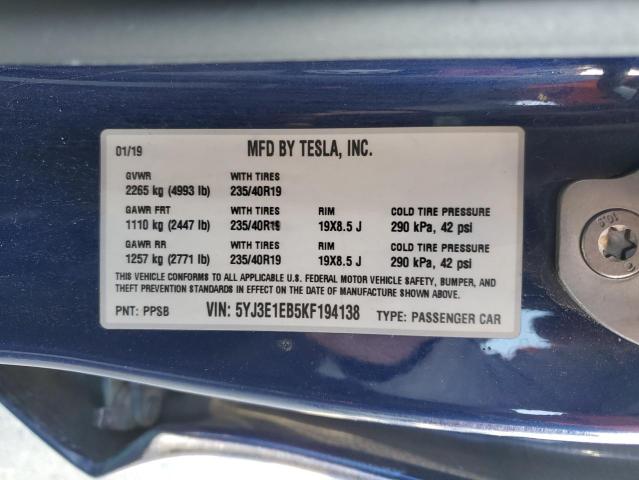 01/19 MFD BY TESLA, INC.
GVWR WITH TIRES
2265 kg (4993 lb) 235/40R19
GAWR FRT WITH TIRES RIM COLD TIRE PRESSURE
1110 kg (2447 lb) 235/40R19 19X8.5 J 290 kPa, 42 psi
GAWR RR WITH TIRES RIM COLD TIRE PRESSURE
1257 kg (2771 lb) 235/40R19 19X8.5 J 290 kPa, 42 psi
THIS VEHICLE CONFORMS TO ALL APPLICABLE U.S. FEDERAL MOTOR VEHICLE SAFETY, BUMPER, AND
THEFT PREVENTION STANDARDS IN EFFECT ON THE DATE OF MANUFACTURE SHOWN ABOVE.
PNT: PPSB VIN: 5YJ3E1EB5KF194138 TYPE: PASSENGER CAR
10.9